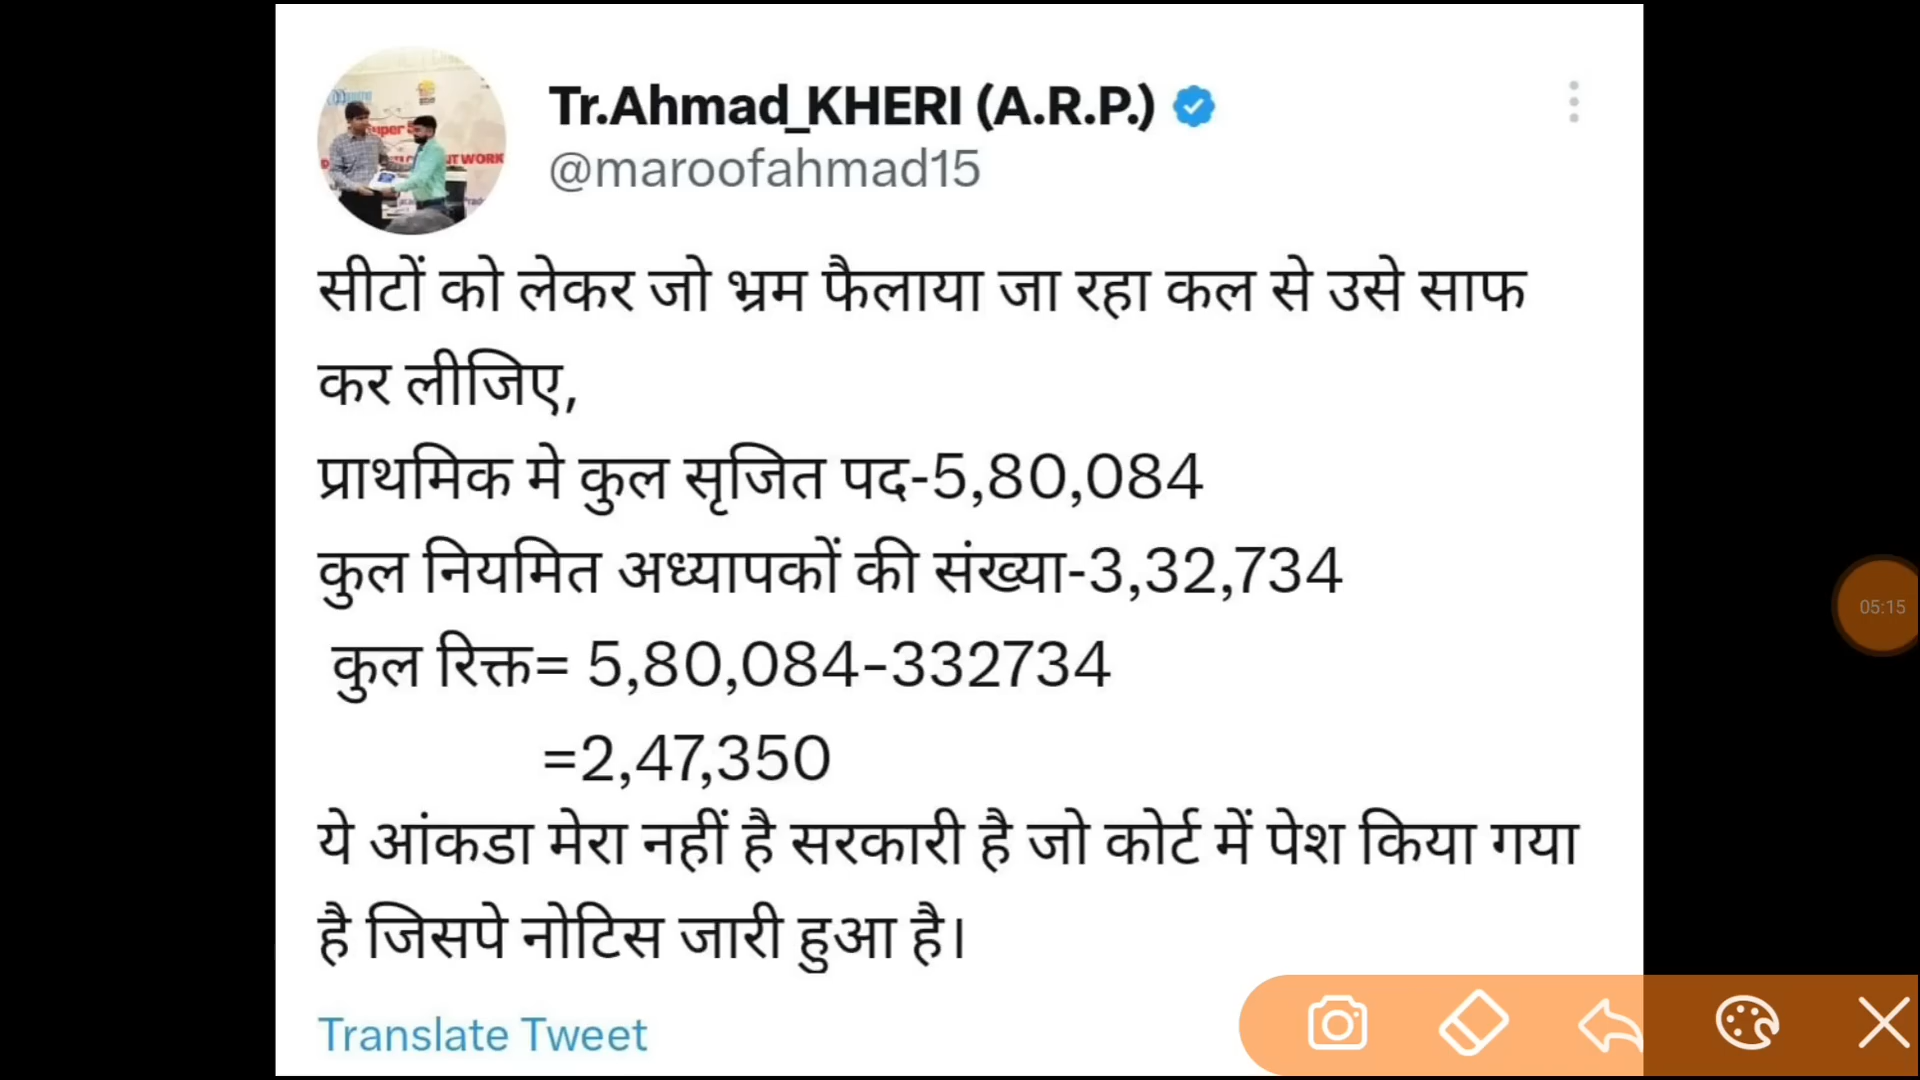 Tr.Ahmad_KHERI (A.R.P.)
@maroofahmad15
सीटों को लेकर जो भ्रम फैलाया जा रहा कल से उसे साफ
कर लीजिए,
प्राथमिक मे कुल सृजित पद-5,80,084
कुल नियमित अध्यापकों की संख्या-3,32,734
कुल रिक्त= 5,80,084-332734
=2,47,350
ये आंकडा मेरा नहीं है सरकारी है जो कोर्ट में पेश किया गया
है जिसपे नोटिस जारी हुआ है।
Translate Tweet
05:15